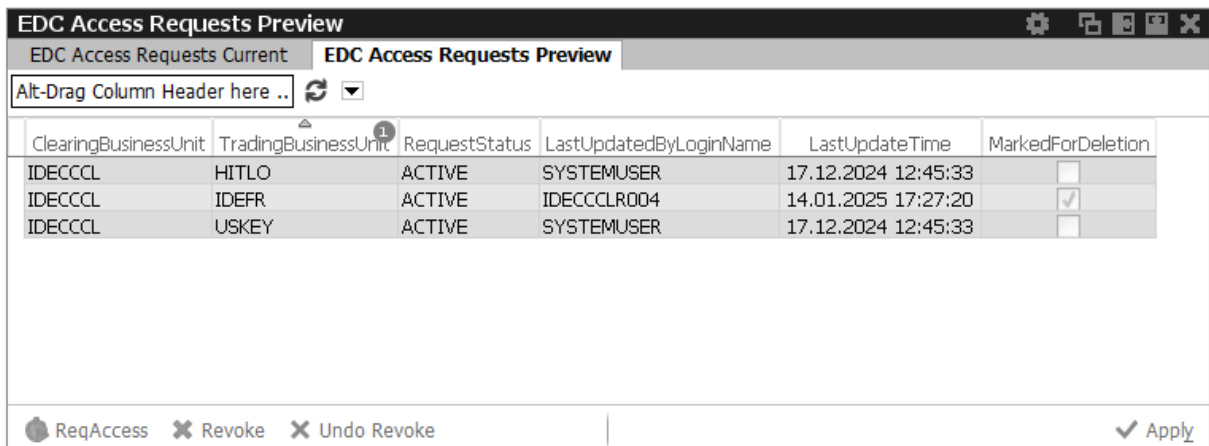 EDC Access Requests Preview
EDC Access Requests Current EDC Access Requests Preview
Alt-Drag Column Header here ..
ClearingBusinessUnit TradingBusinessUnit 1 RequestStatus LastUpdatedByLoginName LastUpdateTime MarkedForDeletion
IDECCCL HITLO ACTIVE SYSTEMUSER 17.12.2024 12:45:33
IDECCCL IDEFR ACTIVE IDECCCLR004 14.01.2025 17:27:20
IDECCCL USKEY ACTIVE SYSTEMUSER 17.12.2024 12:45:33
ReqAccess Revoke Undo Revoke Apply